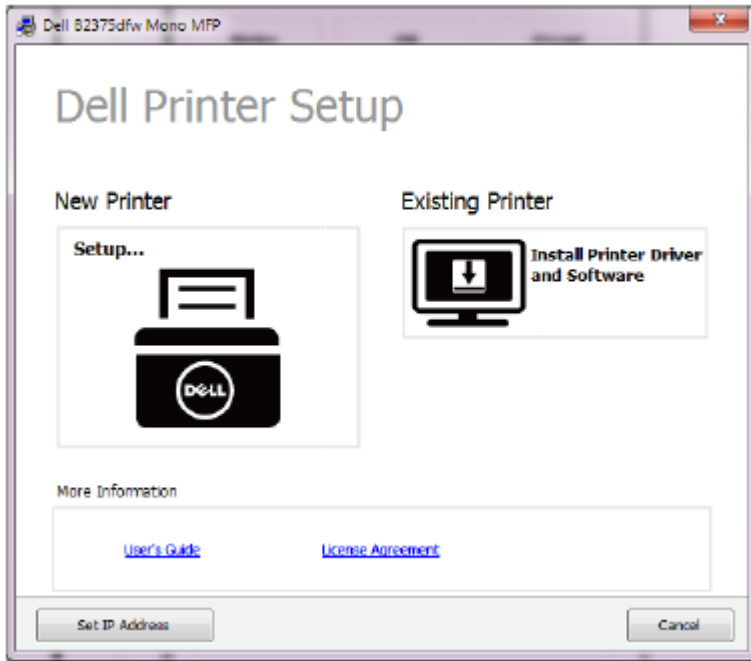 Dell B2375dfw Mono MFP
Dell Printer Setup
New Printer
Existing Printer
Setup...
Install Printer Driver
and Software
DELL
More Information
User's Guide
License Agreement
Set IP Address
Cancel